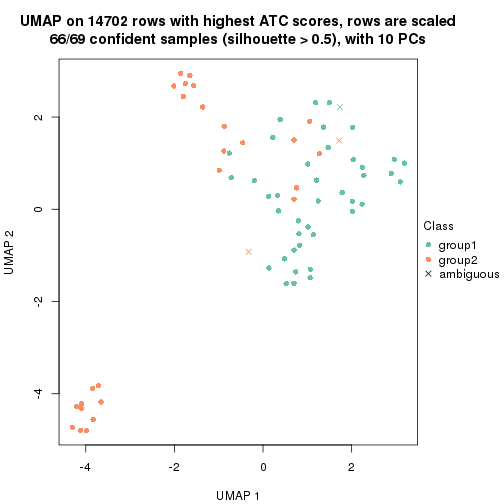 UMAP on 14702 rows with highest ATC scores, rows are scaled
66/69 confident samples (silhouette > 0.5), with 10 PCs
2
0
-2
-4
UMAP 2
-4
-2
0
2
UMAP 1
Class
group1
group2
ambiguous